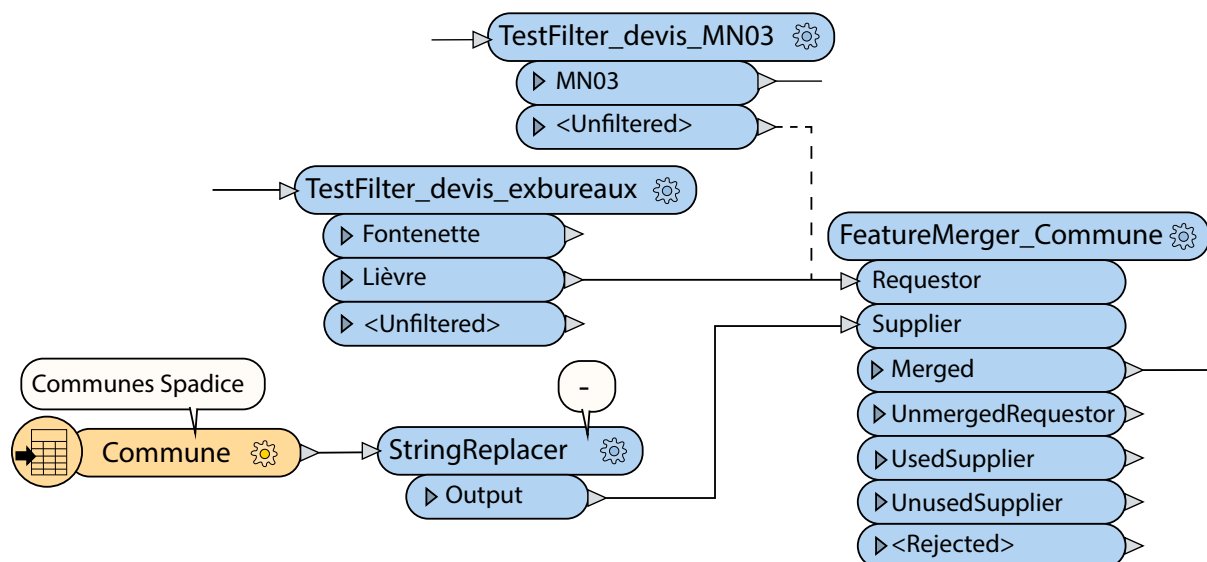 TestFilter_devis_MN03
MN03
<Unfiltered>
TestFilter_devis_exbureaux
Fontenette
Lièvre
<Unfiltered>
FeatureMerger_Commune
Requestor
Supplier
Merged
UnmergedRequestor
UsedSupplier
UnusedSupplier
<Rejected>
Communes Spadice
Commune
-
StringReplacer
Output